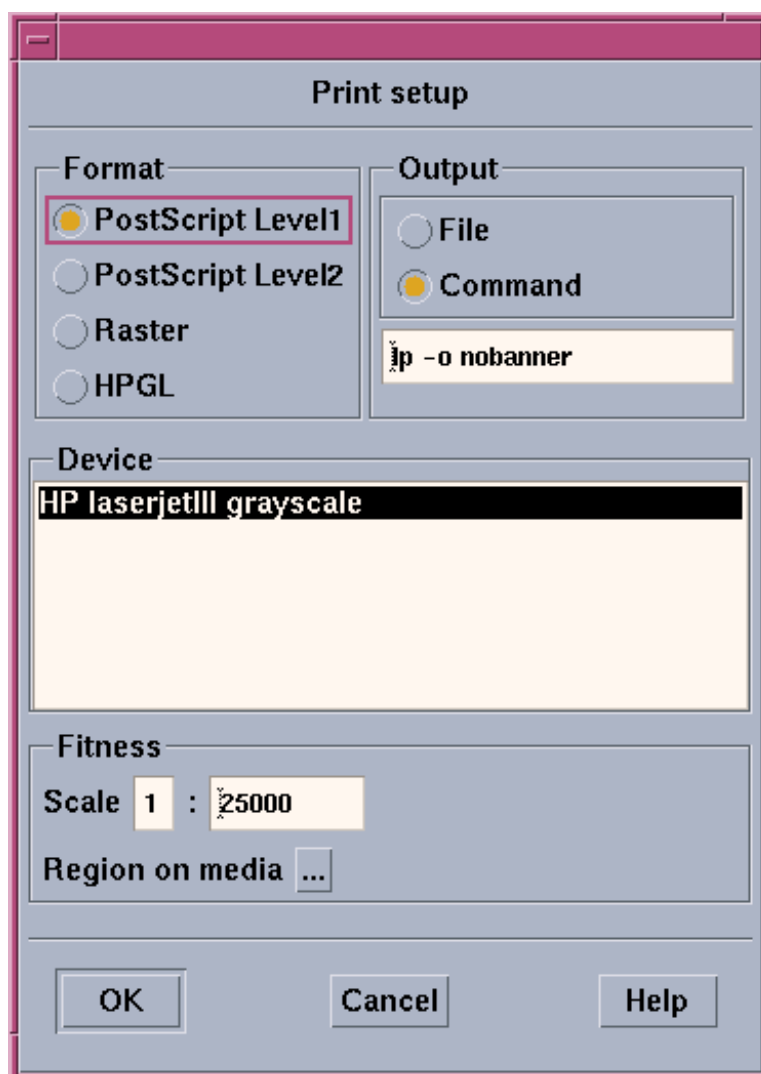 Print setup
Format
PostScript Level1
PostScript Level2
Raster
HPGL
Output
File
Command
lp -o nobanner
Device
HP laserjetIII grayscale
Fitness
Scale 1 : 25000
Region on media ...
OK Cancel Help